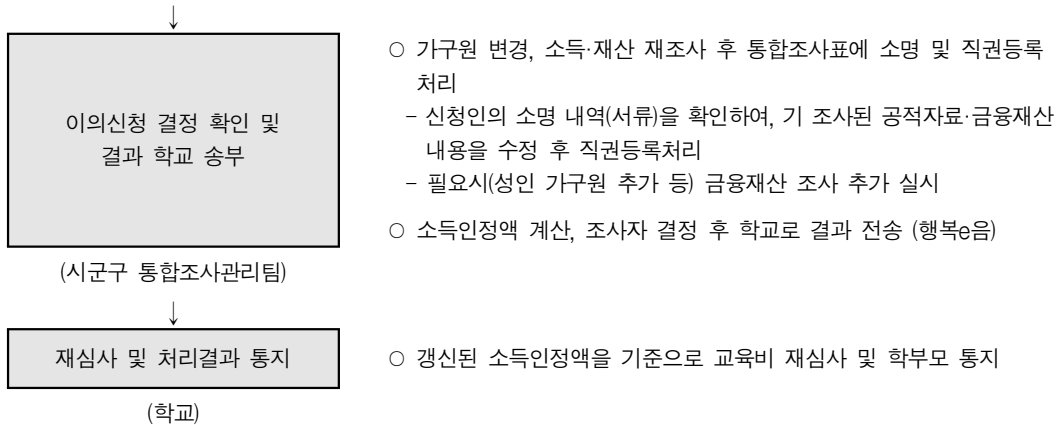 ↓
이의신청 결정 확인 및
결과 학교 송부
(시군구 통합조사관리팀)
○ 가구원 변경, 소득·재산 재조사 후 통합조사표에 소명 및 직권등록
처리
- 신청인의 소명 내역(서류)을 확인하여, 기 조사된 공적자료·금융재산
내용을 수정 후 직권등록처리
- 필요시(성인 가구원 추가 등) 금융재산 조사 추가 실시
○ 소득인정액 계산, 조사자 결정 후 학교로 결과 전송 (행복e음)
↓
재심사 및 처리결과 통지
(학교)
○ 갱신된 소득인정액을 기준으로 교육비 재심사 및 학부모 통지